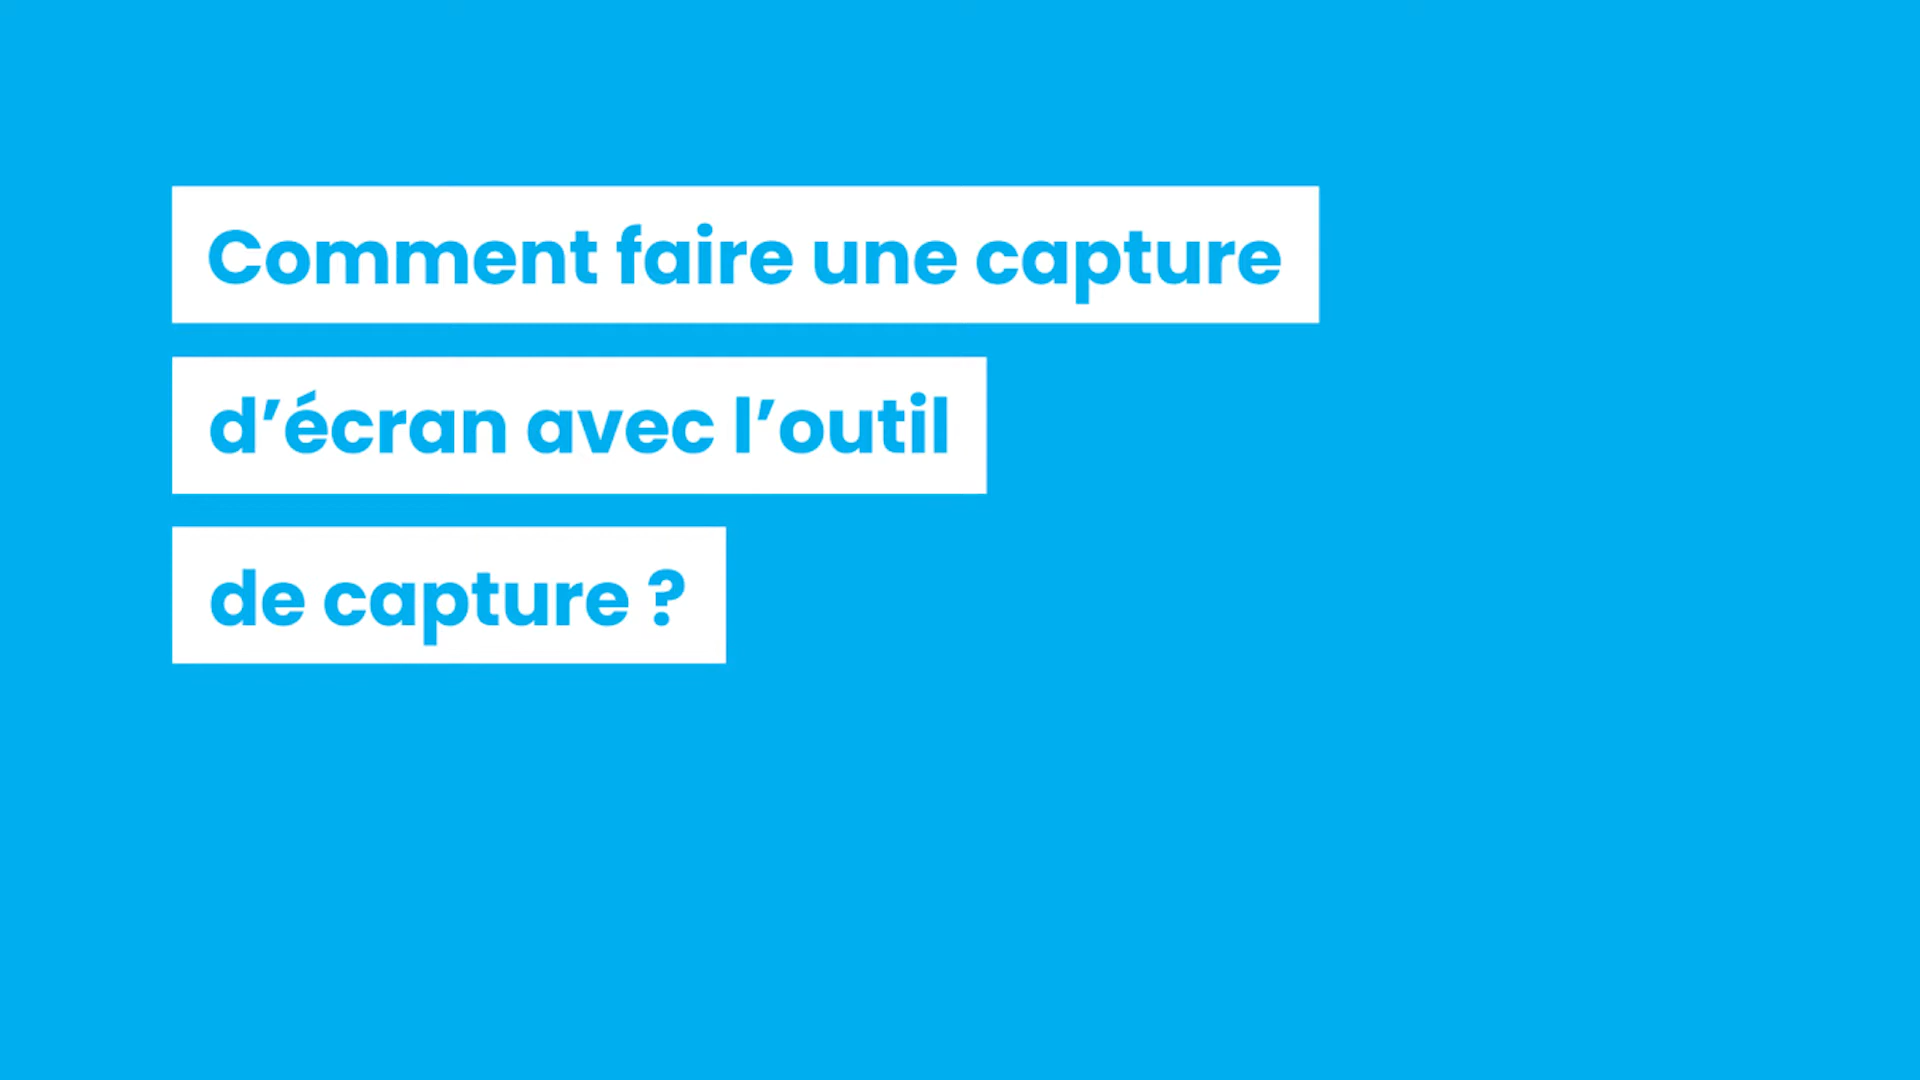 Comment faire une capture
d’écran avec l’outil
de capture ?